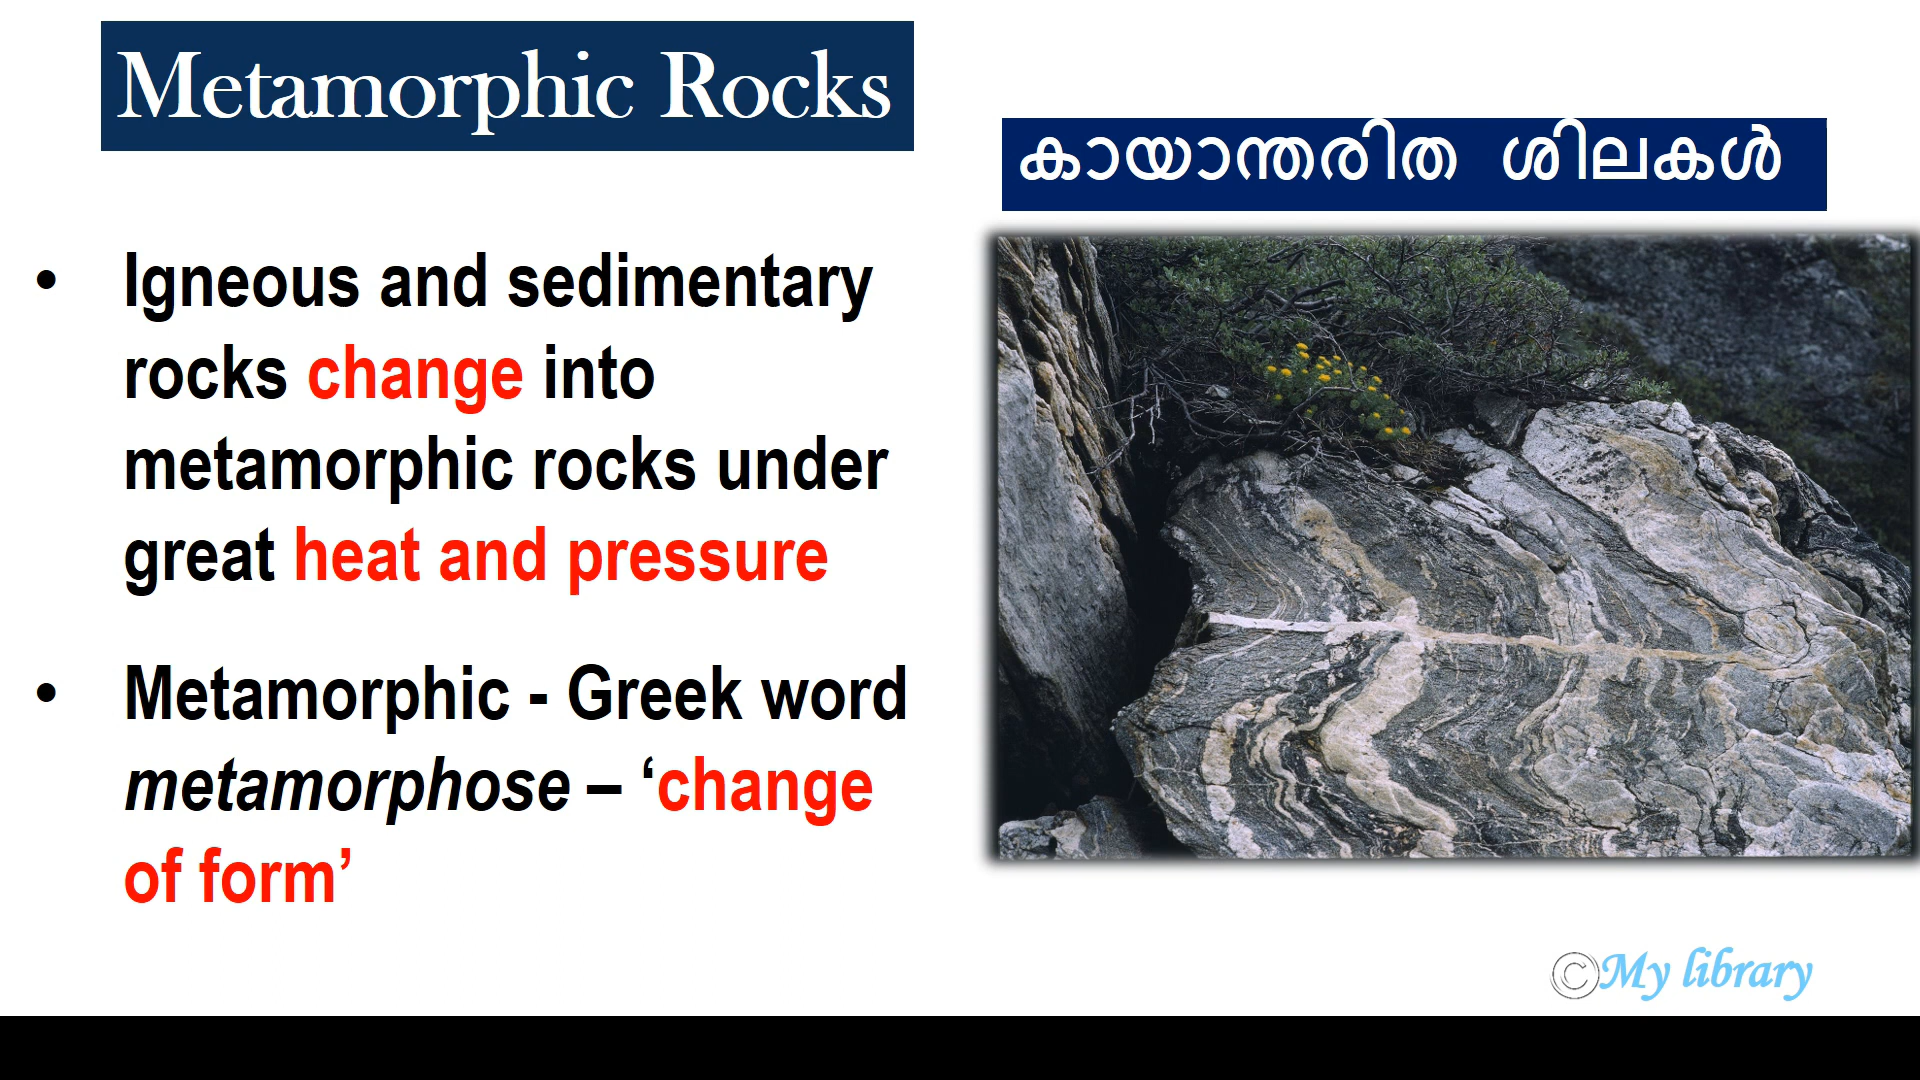 Metamorphic Rocks
കായാന്തരിത ശിലകൾ
• Igneous and sedimentary
rocks change into
metamorphic rocks under
great heat and pressure
• Metamorphic - Greek word
metamorphose – ‘change
of form’
©My library